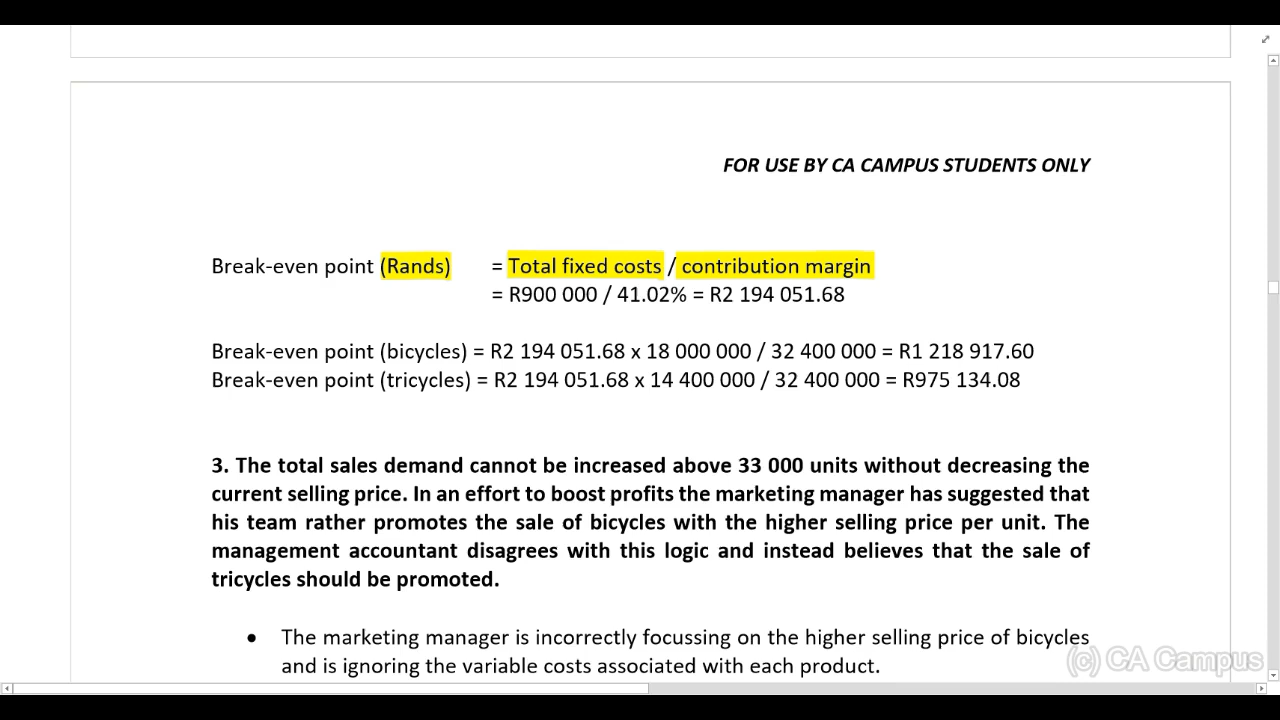 FOR USE BY CA CAMPUS STUDENTS ONLY
Break-even point (Rands) = Total fixed costs / contribution margin
= R900 000 / 41.02% = R2 194 051.68
Break-even point (bicycles) = R2 194 051.68 x 18 000 000 / 32 400 000 = R1 218 917.60
Break-even point (tricycles) = R2 194 051.68 x 14 400 000 / 32 400 000 = R975 134.08
3. The total sales demand cannot be increased above 33 000 units without decreasing the
current selling price. In an effort to boost profits the marketing manager has suggested that
his team rather promotes the sale of bicycles with the higher selling price per unit. The
management accountant disagrees with this logic and instead believes that the sale of
tricycles should be promoted.
• The marketing manager is incorrectly focussing on the higher selling price of bicycles
and is ignoring the variable costs associated with each product.
(c) CA Campus